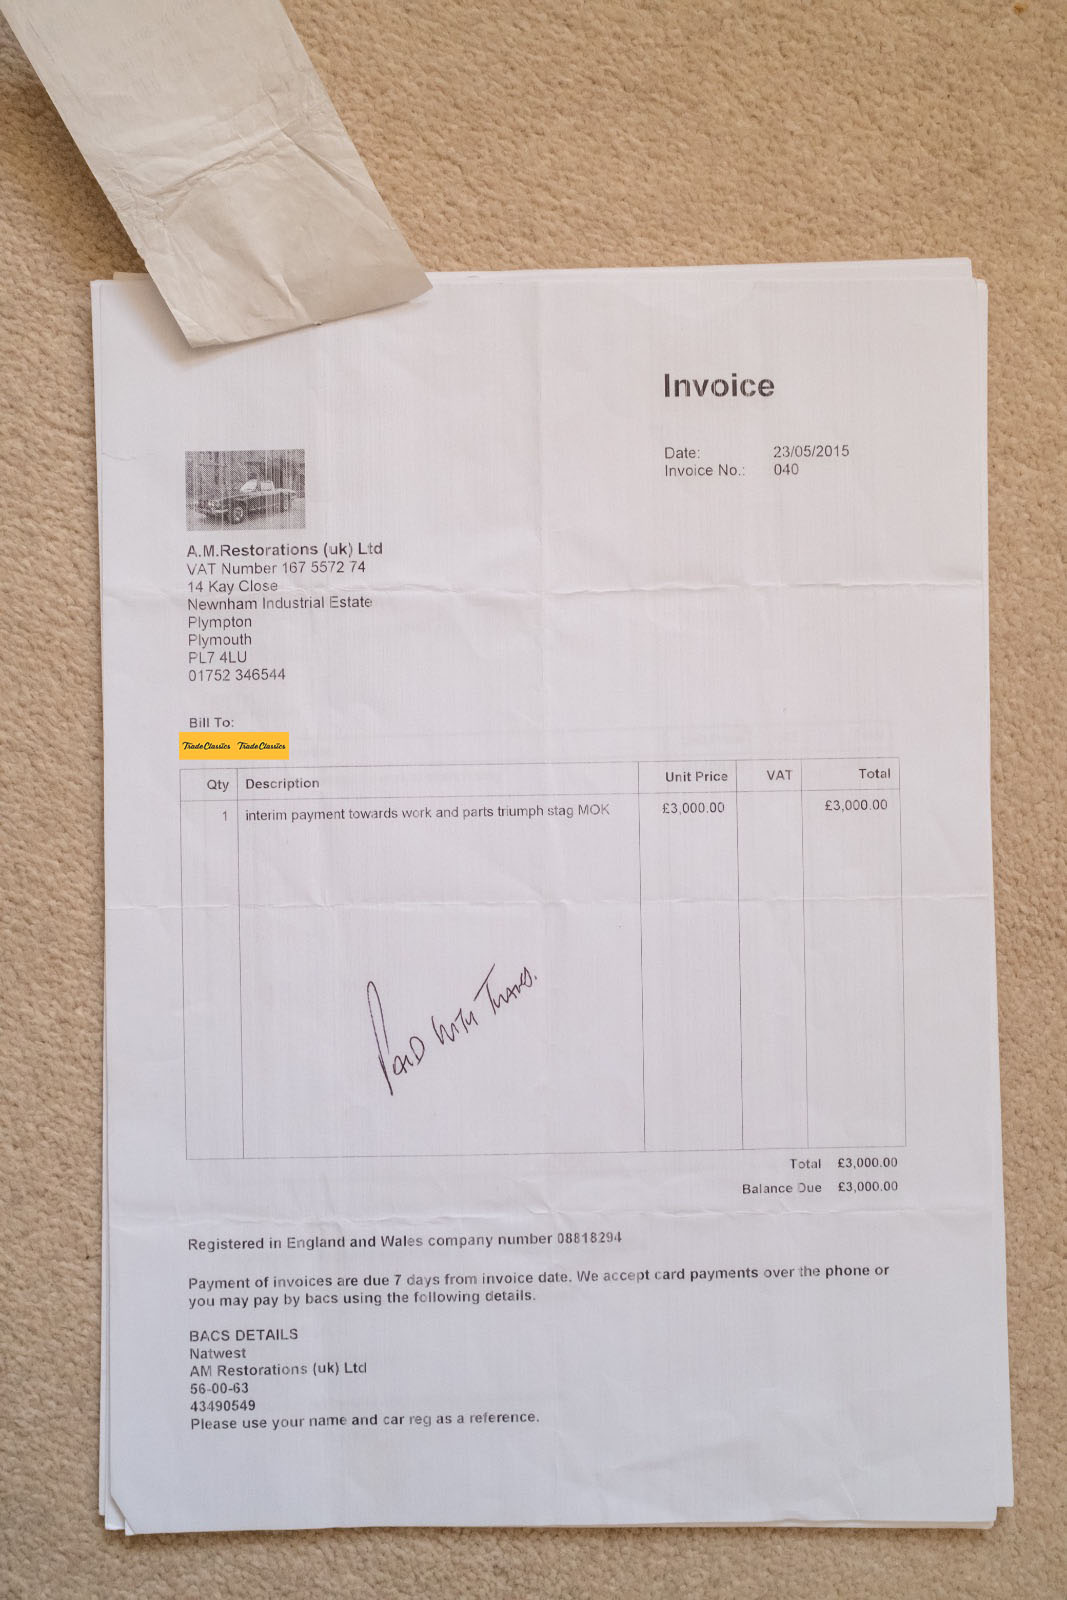 Invoice
Date: 23/05/2015
Invoice No.: 040
A.M.Restorations (uk) Ltd
VAT Number 167 5572 74
14 Kay Close
Newnham Industrial Estate
Plympton
Plymouth
PL7 4LU
01752 346544
Bill To:
TradeClassics TradeClassics
Qty Description Unit Price VAT Total
1 interim payment towards work and parts triumph stag MOK £3,000.00 £3,000.00
PAID WITH THANKS.
Total £3,000.00
Balance Due £3,000.00
Registered in England and Wales company number 08818294
Payment of invoices are due 7 days from invoice date. We accept card payments over the phone or
you may pay by bacs using the following details.
BACS DETAILS
Natwest
AM Restorations (uk) Ltd
56-00-63
43490549
Please use your name and car reg as a reference.